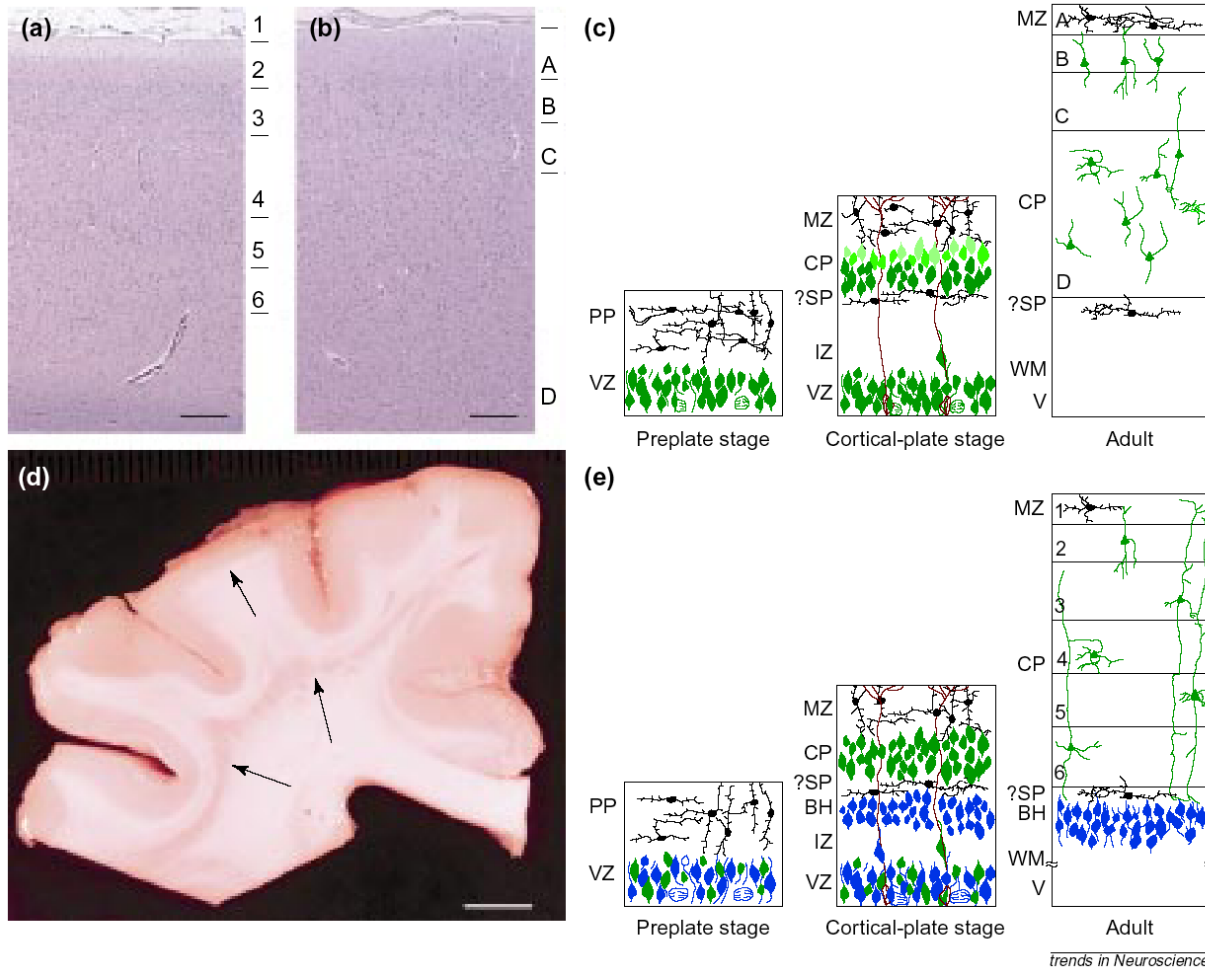 (a)
1
2
3
4
5
6
(b)
A
B
C
D
(c)
PP
VZ
Preplate stage
MZ
CP
?SP
IZ
VZ
Cortical-plate stage
MZ
A
B
C
CP
D
?SP
WM
V
Adult
(d)
(e)
PP
VZ
Preplate stage
MZ
CP
?SP
BH
IZ
VZ
Cortical-plate stage
MZ
1
2
3
CP
4
5
6
?SP
BH
WM
V
Adult
trends in Neuroscience